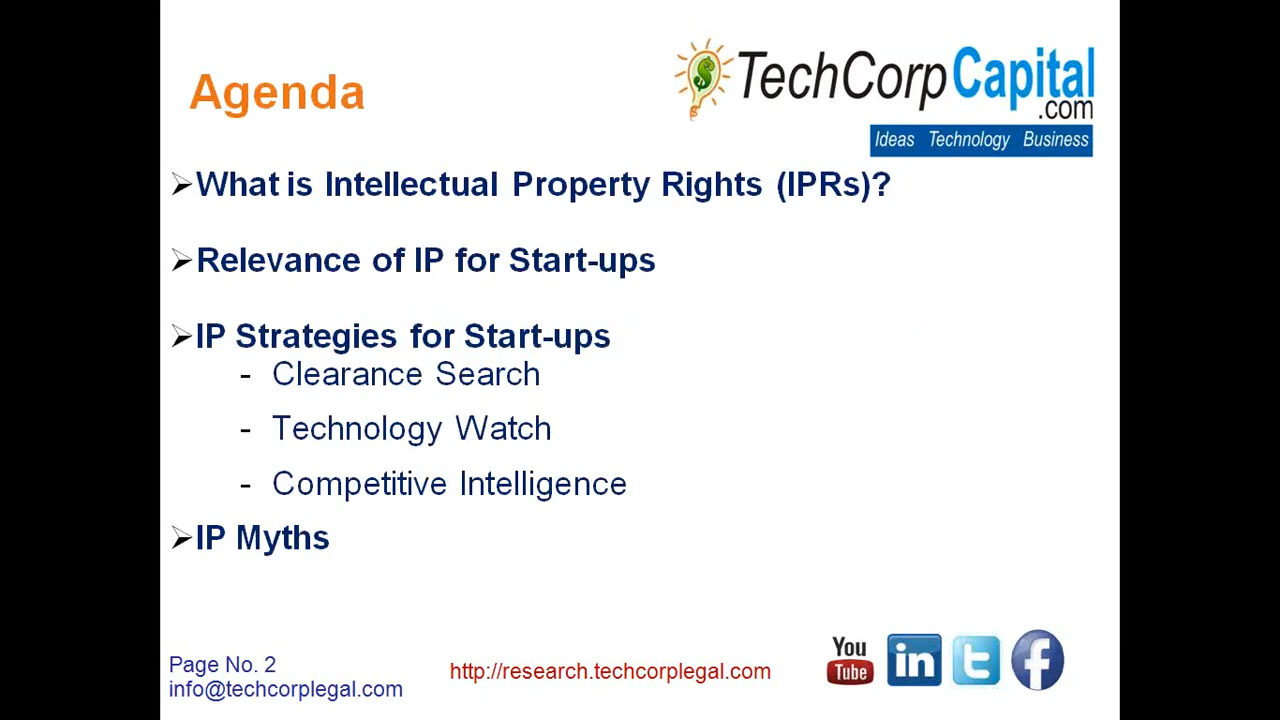 Agenda
TechCorpCapital
.com
Ideas Technology Business
➢What is Intellectual Property Rights (IPRs)?
➢Relevance of IP for Start-ups
➢IP Strategies for Start-ups
- Clearance Search
- Technology Watch
- Competitive Intelligence
➢IP Myths
Page No. 2
info@techcorplegal.com
http://research.techcorplegal.com
You
Tube
in
t
f